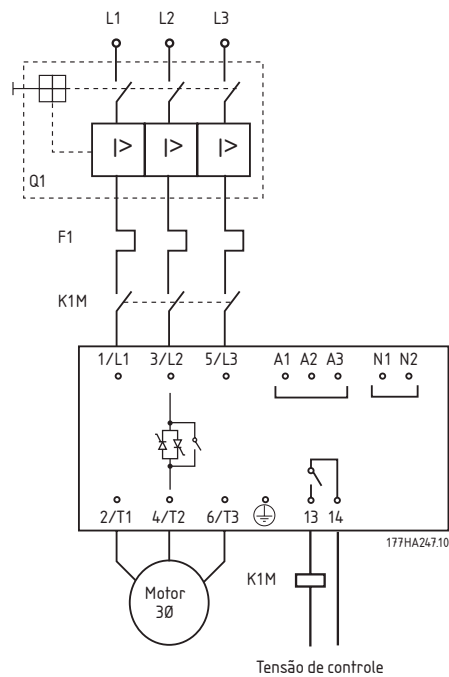 L1 L2 L3
I> I> I>
Q1
F1
K1M
1/L1 3/L2 5/L3 A1 A2 A3 N1 N2
2/T1 4/T2 6/T3 13 14
177HA247.10
K1M
Motor
3Ø
Tensão de controle